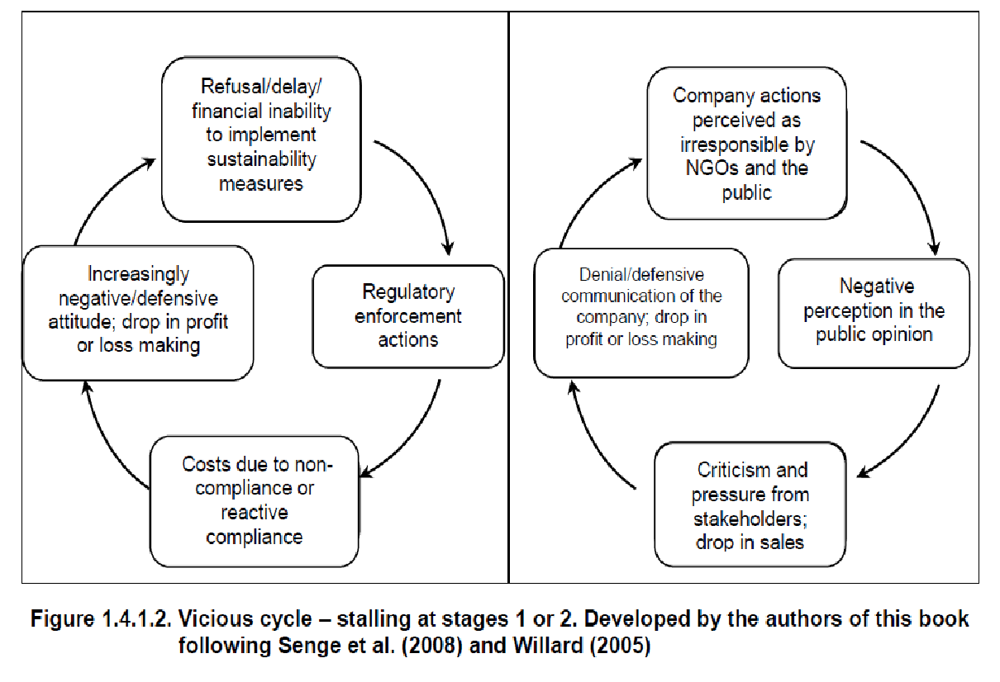 Refusal/delay/
financial inability
to implement
sustainability
measures
Regulatory
enforcement
actions
Costs due to non-
compliance or
reactive
compliance
Increasingly
negative/defensive
attitude; drop in profit
or loss making
Company actions
perceived as
irresponsible by
NGOs and the
public
Negative
perception in the
public opinion
Criticism and
pressure from
stakeholders;
drop in sales
Denial/defensive
communication of the
company; drop in
profit or loss making
Figure 1.4.1.2. Vicious cycle – stalling at stages 1 or 2. Developed by the authors of this book
following Senge et al. (2008) and Willard (2005)